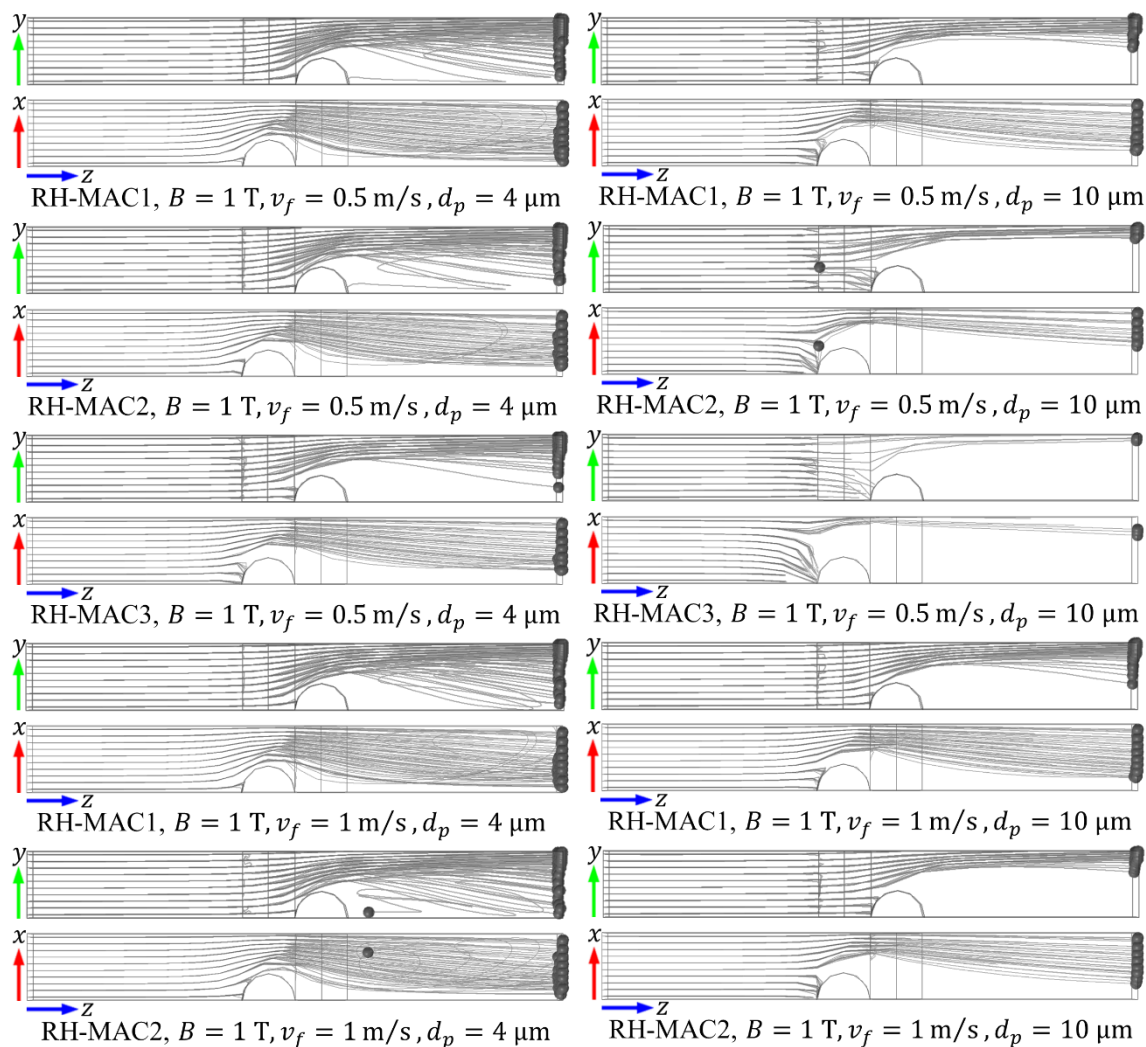 y
x
z
RH-MAC1, B = 1 T, v_f = 0.5 m/s , d_p = 4 μm
y
x
z
RH-MAC1, B = 1 T, v_f = 0.5 m/s , d_p = 10 μm
y
x
z
RH-MAC2, B = 1 T, v_f = 0.5 m/s , d_p = 4 μm
y
x
z
RH-MAC2, B = 1 T, v_f = 0.5 m/s , d_p = 10 μm
y
x
z
RH-MAC3, B = 1 T, v_f = 0.5 m/s , d_p = 4 μm
y
x
z
RH-MAC3, B = 1 T, v_f = 0.5 m/s , d_p = 10 μm
y
x
z
RH-MAC1, B = 1 T, v_f = 1 m/s , d_p = 4 μm
y
x
z
RH-MAC1, B = 1 T, v_f = 1 m/s , d_p = 10 μm
y
x
z
RH-MAC2, B = 1 T, v_f = 1 m/s , d_p = 4 μm
y
x
z
RH-MAC2, B = 1 T, v_f = 1 m/s , d_p = 10 μm